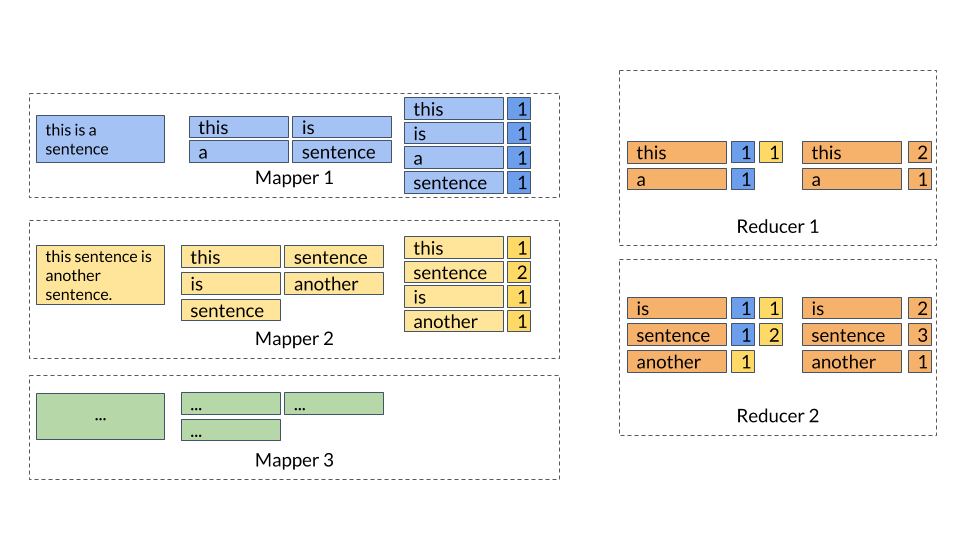 this is a
sentence
this is
a sentence
this 1
is 1
a 1
sentence 1
Mapper 1
this sentence is
another
sentence.
this sentence
is another
sentence
this 1
sentence 2
is 1
another 1
Mapper 2
...
... ...
...
Mapper 3
this 1 1 this 2
a 1 a 1
Reducer 1
is 1 1 is 2
sentence 1 2 sentence 3
another 1 another 1
Reducer 2